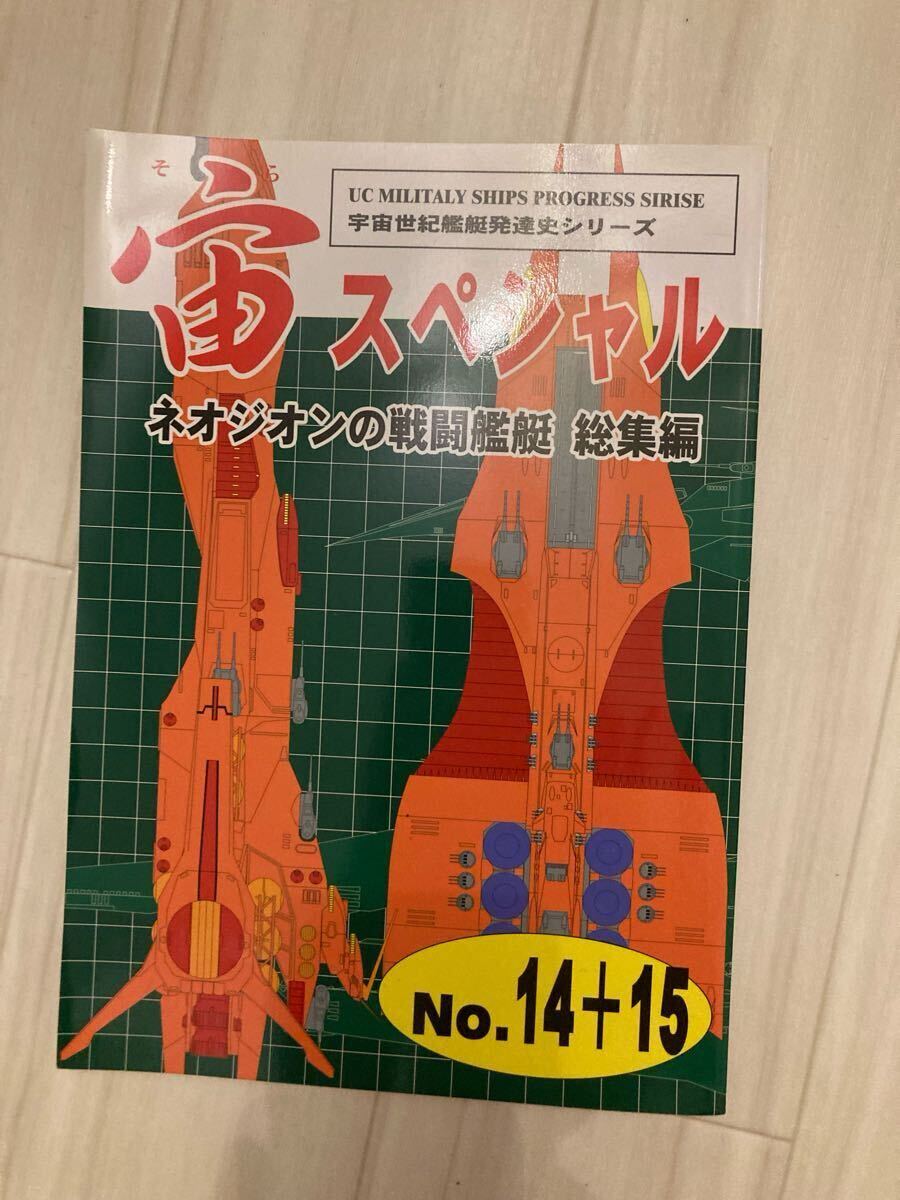 そら
UC MILITALY SHIPS PROGRESS SIRISE
宇宙世紀艦艇発達史シリーズ
宙 スペシャル
ネオジオンの戦闘艦艇 総集編
No.14+15